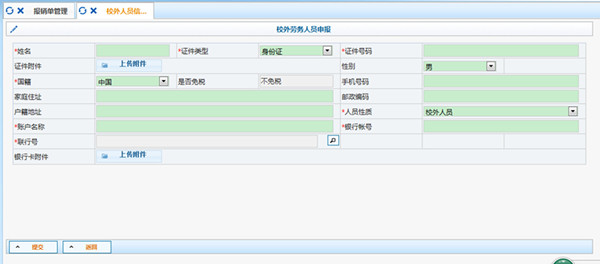 报销单管理 校外人员信...
校外劳务人员申报
*姓名 *证件类型 身份证 *证件号码
证件附件 上传附件 性别 男
*国籍 中国 是否免税 不免税 手机号码
家庭住址 邮政编码
户籍地址 *人员性质 校外人员
*账户名称 *银行帐号
*联行号
银行卡附件 上传附件
提交 返回